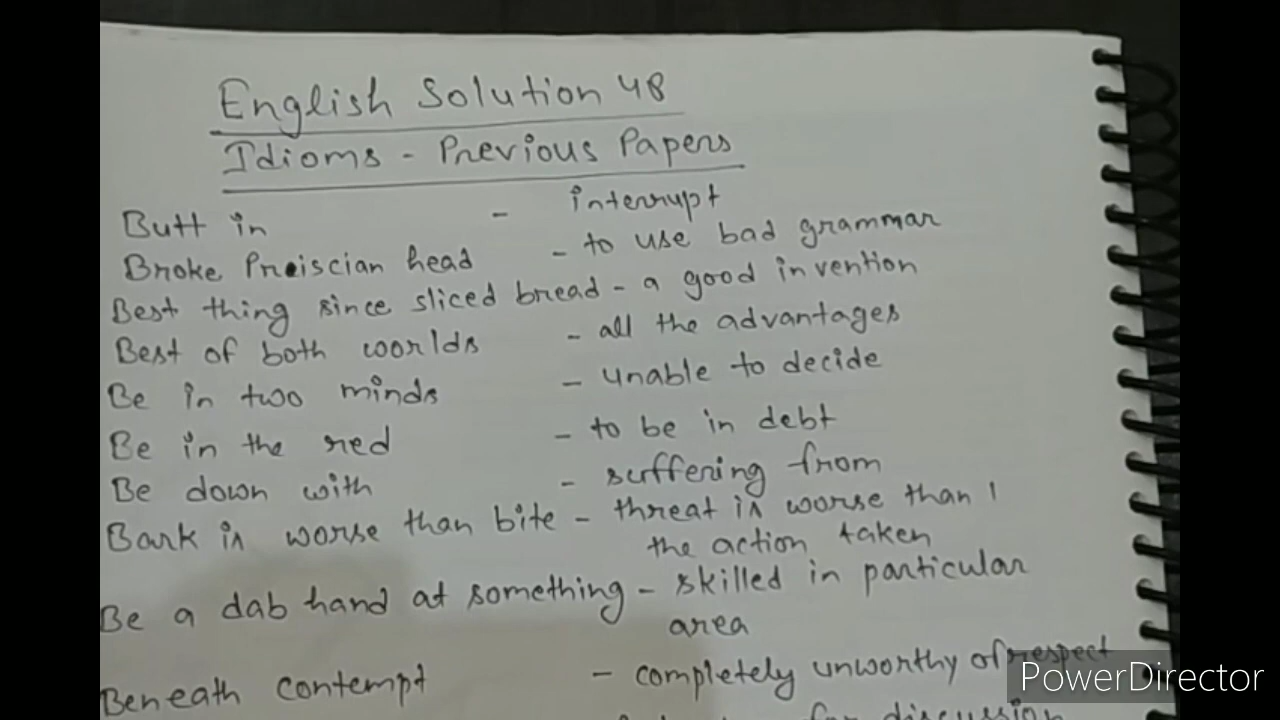 English Solution 48
Idioms - Previous Papers
Butt in - interrupt
Broke Priscian head - to use bad grammar
Best thing since sliced bread - a good invention
Best of both worlds - all the advantages
Be in two minds - unable to decide
Be in the red - to be in debt
Be down with - suffering from
Bark is worse than bite - threat is worse than
the action taken
Be a dab hand at something - skilled in particular
area
Beneath contempt - completely unworthy of respect
for discussion
PowerDirector